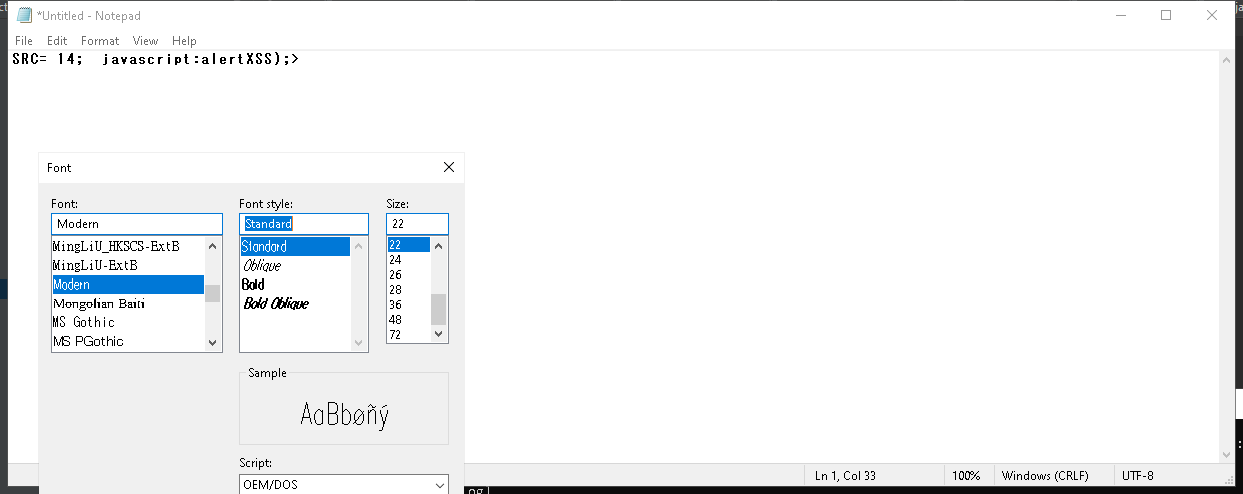 *Untitled - Notepad
File Edit Format View Help
SRC= 14;  javascript:alertXSS);>
Font
Font: Font style: Size:
Modern Standard 22
MingLiU_HKSCS-ExtB Standard 22
MingLiU-ExtB Oblique 24
Modern Bold 26
Mongolian Baiti Bold Oblique 28
MS Gothic 36
MS PGothic 48
72
Sample
AaBbøñý
Script:
OEM/DOS
Ln 1, Col 33 100% Windows (CRLF) UTF-8